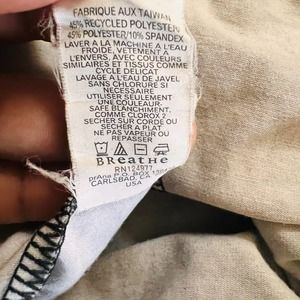 FABRIQUE AUX TAIWAN
45% RECYCLED POLYESTER/
45% POLYESTER/10% SPANDEX
LAVER A LA MACHINE A L'EAU
FROIDE, VETEMENT A
L'ENVERS, AVEC COULEURS
SIMILAIRES ET TISSUS COMME
CYCLE DELICAT
LAVAGE A L'EAU DE JAVEL
SANS CHLORURE SI
NECESSAIRE
UTILISER SEULEMENT
UNE COULEUR-
SAFE BLANCHIMENT,
COMME CLOROX 2
SECHER SUR CORDE OU
SECHER A PLAT
NE PAS VAPEUR OU
REPASSER
BREATHE
RN124977
prAna P.O. BOX
CARLSBAD, CA
USA